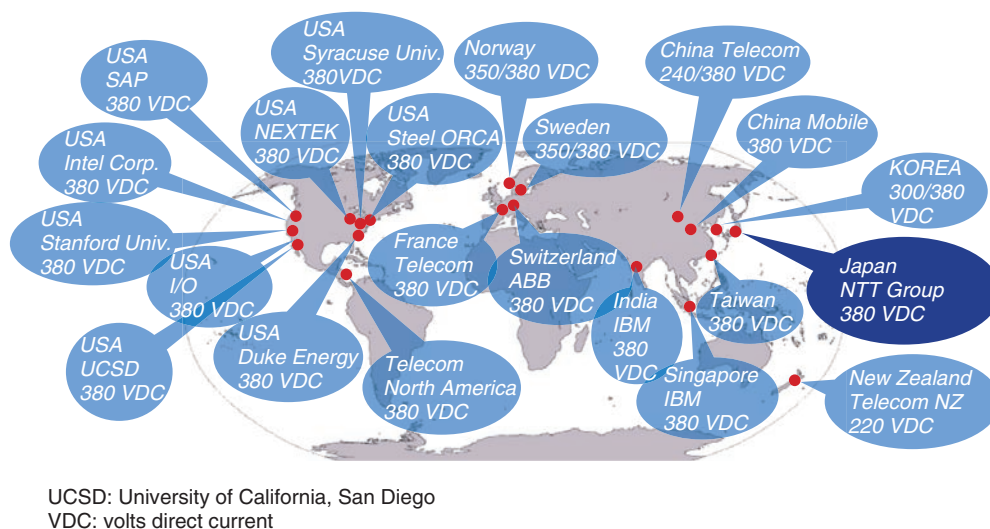 USA
SAP
380 VDC
USA
Syracuse Univ.
380VDC
Norway
350/380 VDC
China Telecom
240/380 VDC
USA
NEXTEK
380 VDC
USA
Steel ORCA
380 VDC
Sweden
350/380 VDC
China Mobile
380 VDC
USA
Intel Corp.
380 VDC
KOREA
300/380
VDC
USA
Stanford Univ.
380 VDC
USA
I/O
380 VDC
France
Telecom
380 VDC
Switzerland
ABB
380 VDC
India
IBM
380
VDC
Taiwan
380 VDC
Japan
NTT Group
380 VDC
USA
UCSD
380 VDC
USA
Duke Energy
380 VDC
Telecom
North America
380 VDC
Singapore
IBM
380 VDC
New Zealand
Telecom NZ
220 VDC
UCSD: University of California, San Diego
VDC: volts direct current